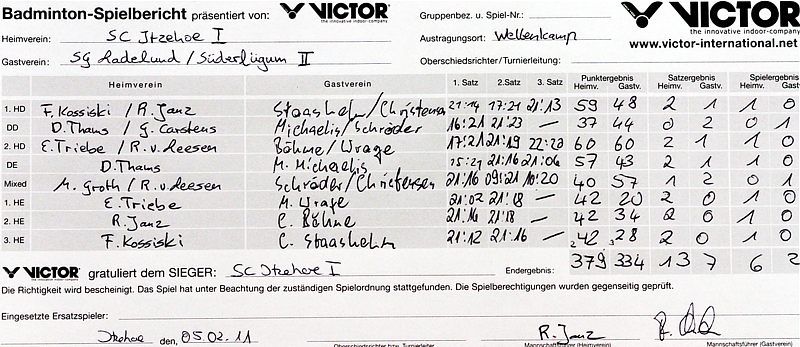 Badminton-Spielbericht präsentiert von: VICTOR the innovative indoor-company Gruppenbez. u. Spiel-Nr.: VICTOR the innovative indoor-company
Heimverein: SC Itzehoe I Austragungsort: Wellenkamp www.victor-international.net
Gastverein: SG Ladelund / Süderlügum II Oberschiedsrichter/Turnierleitung:
Heimverein Gastverein 1. Satz 2. Satz 3. Satz Punktergebnis Heimv. Gastv. Satzergebnis Heimv. Gastv. Spielergebnis Heimv. Gastv.
1. HD F. Kossiski / R. Janz Staashelm/Christensen 21:14 17:21 21:13 59 48 2 1 1 0
DD D. Thams / G. Carstens Michaelis/Schröder 16:21 21:23 — 37 44 0 2 0 1
2. HD E. Triebe / R. v. Leesen Böhne/Wrage 17:21 21:19 22:20 60 60 2 1 1 0
DE D. Thams M. Michaelis 15:21 21:16 21:06 57 43 2 1 1 0
Mixed M. Groth / R. v. Leesen Schröder/Christensen 21:16 09:21 10:20 40 57 1 2 0 1
1. HE E. Triebe M. Wrage 21:02 21:18 — 42 20 2 0 1 0
2. HE R. Janz C. Böhne 21:16 21:18 — 42 34 2 0 1 0
3. HE F. Kossiski C. Staashelm 21:12 21:16 — 42 28 2 0 1 0
VICTOR gratuliert dem SIEGER: SC Itzehoe I Endergebnis: 379 334 13 7 6 2
Die Richtigkeit wird bescheinigt. Das Spiel hat unter Beachtung der zuständigen Spielordnung stattgefunden. Die Spielberechtigungen wurden gegenseitig geprüft.
Eingesetzte Ersatzspieler:
Itzehoe den, 05.02.11 R. Janz
Oberschiedsrichter bzw. Turnierleiter Mannschaftsführer (Heimverein) Mannschaftsführer (Gastverein)